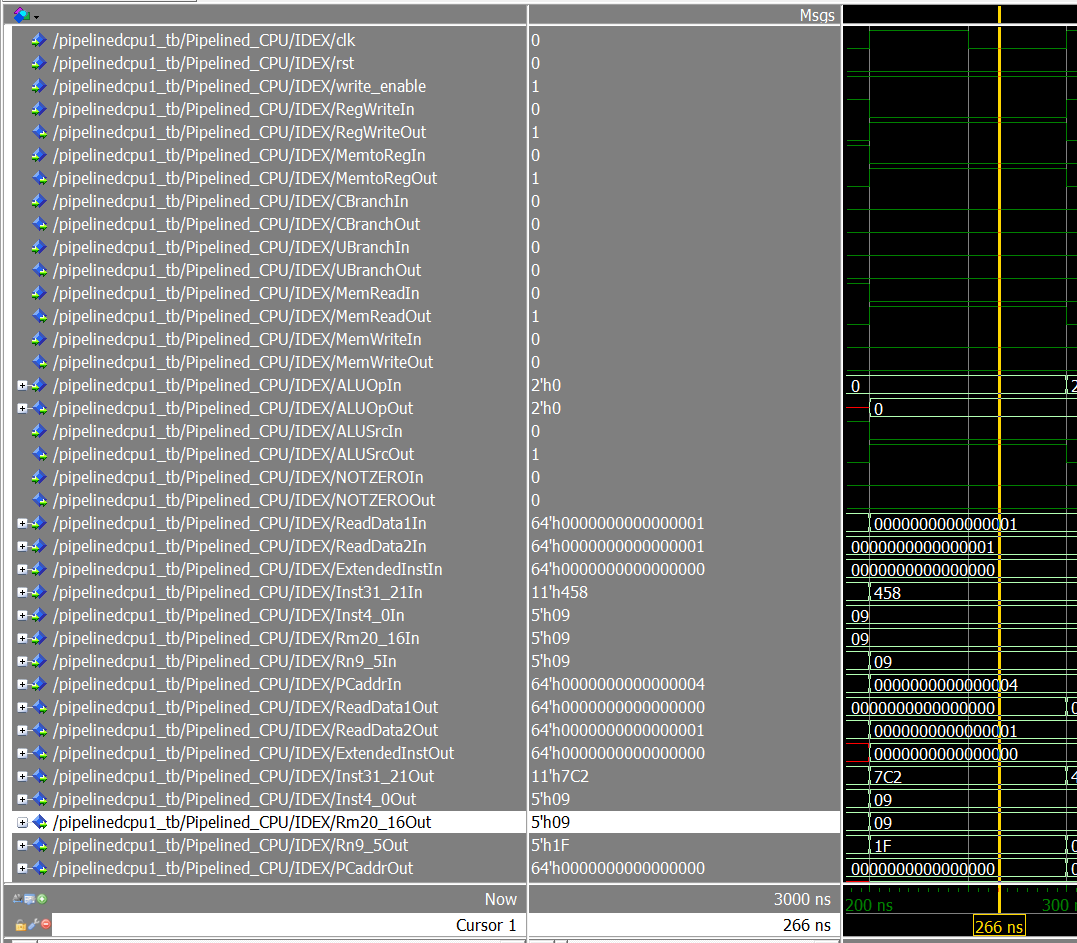 Msgs
/pipelinedcpu1_tb/Pipelined_CPU/IDEX/clk 0
/pipelinedcpu1_tb/Pipelined_CPU/IDEX/rst 0
/pipelinedcpu1_tb/Pipelined_CPU/IDEX/write_enable 1
/pipelinedcpu1_tb/Pipelined_CPU/IDEX/RegWriteIn 0
/pipelinedcpu1_tb/Pipelined_CPU/IDEX/RegWriteOut 1
/pipelinedcpu1_tb/Pipelined_CPU/IDEX/MemtoRegIn 0
/pipelinedcpu1_tb/Pipelined_CPU/IDEX/MemtoRegOut 1
/pipelinedcpu1_tb/Pipelined_CPU/IDEX/CBranchIn 0
/pipelinedcpu1_tb/Pipelined_CPU/IDEX/CBranchOut 0
/pipelinedcpu1_tb/Pipelined_CPU/IDEX/UBranchIn 0
/pipelinedcpu1_tb/Pipelined_CPU/IDEX/UBranchOut 0
/pipelinedcpu1_tb/Pipelined_CPU/IDEX/MemReadIn 0
/pipelinedcpu1_tb/Pipelined_CPU/IDEX/MemReadOut 1
/pipelinedcpu1_tb/Pipelined_CPU/IDEX/MemWriteIn 0
/pipelinedcpu1_tb/Pipelined_CPU/IDEX/MemWriteOut 0
/pipelinedcpu1_tb/Pipelined_CPU/IDEX/ALUOpIn 2'h0 0 2
/pipelinedcpu1_tb/Pipelined_CPU/IDEX/ALUOpOut 2'h0 0
/pipelinedcpu1_tb/Pipelined_CPU/IDEX/ALUSrcIn 0
/pipelinedcpu1_tb/Pipelined_CPU/IDEX/ALUSrcOut 1
/pipelinedcpu1_tb/Pipelined_CPU/IDEX/NOTZEROIn 0
/pipelinedcpu1_tb/Pipelined_CPU/IDEX/NOTZEROOut 0
/pipelinedcpu1_tb/Pipelined_CPU/IDEX/ReadData1In 64'h0000000000000001 0000000000000001
/pipelinedcpu1_tb/Pipelined_CPU/IDEX/ReadData2In 64'h0000000000000001 0000000000000001
/pipelinedcpu1_tb/Pipelined_CPU/IDEX/ExtendedInstIn 64'h0000000000000000 0000000000000000
/pipelinedcpu1_tb/Pipelined_CPU/IDEX/Inst31_21In 11'h458 458
/pipelinedcpu1_tb/Pipelined_CPU/IDEX/Inst4_0In 5'h09 09
/pipelinedcpu1_tb/Pipelined_CPU/IDEX/Rm20_16In 5'h09 09
/pipelinedcpu1_tb/Pipelined_CPU/IDEX/Rn9_5In 5'h09 09
/pipelinedcpu1_tb/Pipelined_CPU/IDEX/PCaddrIn 64'h0000000000000004 0000000000000004
/pipelinedcpu1_tb/Pipelined_CPU/IDEX/ReadData1Out 64'h0000000000000000 0000000000000000 0
/pipelinedcpu1_tb/Pipelined_CPU/IDEX/ReadData2Out 64'h0000000000000001 0000000000000001
/pipelinedcpu1_tb/Pipelined_CPU/IDEX/ExtendedInstOut 64'h0000000000000000 0000000000000000
/pipelinedcpu1_tb/Pipelined_CPU/IDEX/Inst31_21Out 11'h7C2 7C2 4
/pipelinedcpu1_tb/Pipelined_CPU/IDEX/Inst4_0Out 5'h09 09
/pipelinedcpu1_tb/Pipelined_CPU/IDEX/Rm20_16Out 5'h09 09
/pipelinedcpu1_tb/Pipelined_CPU/IDEX/Rn9_5Out 5'h1F 1F 0
/pipelinedcpu1_tb/Pipelined_CPU/IDEX/PCaddrOut 64'h0000000000000000 0000000000000000 0
Now 3000 ns 200 ns 300
Cursor 1 266 ns 266 ns